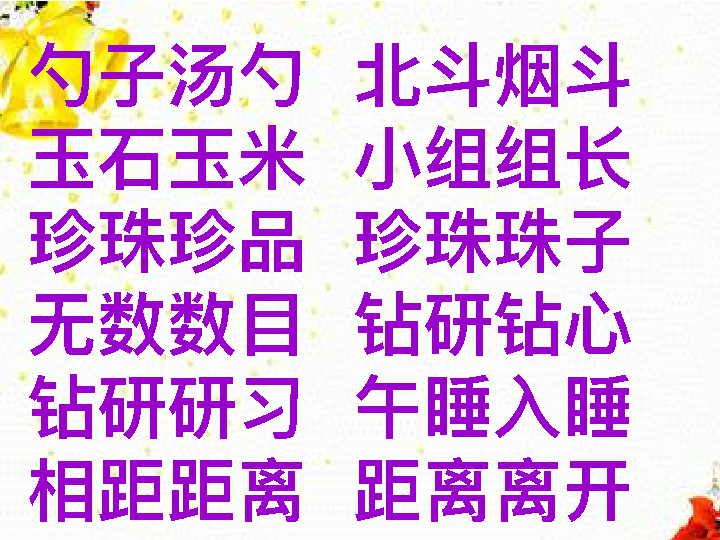 勺子汤勺 北斗烟斗
玉石玉米 小组组长
珍珠珍品 珍珠珠子
无数数目 钻研钻心
钻研研习 午睡入睡
相距距离 距离离开